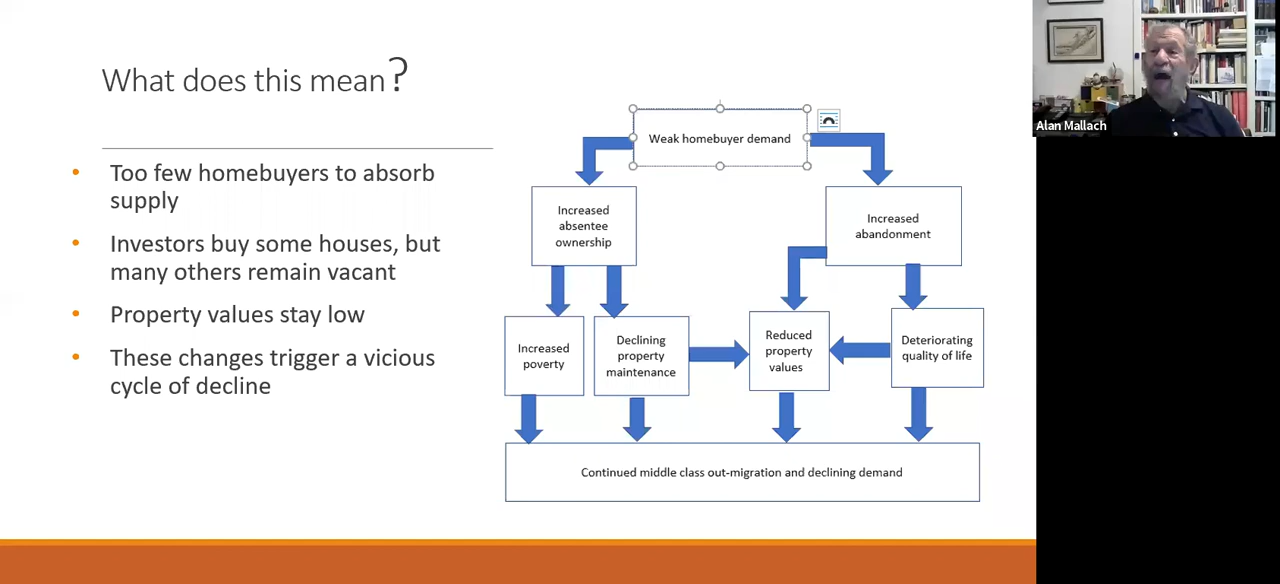 What does this mean?
Too few homebuyers to absorb
supply
Investors buy some houses, but
many others remain vacant
Property values stay low
These changes trigger a vicious
cycle of decline
Weak homebuyer demand
Increased
absentee
ownership
Increased
abandonment
Increased
poverty
Declining
property
maintenance
Reduced
property
values
Deteriorating
quality of life
Continued middle class out-migration and declining demand
Alan Mallach